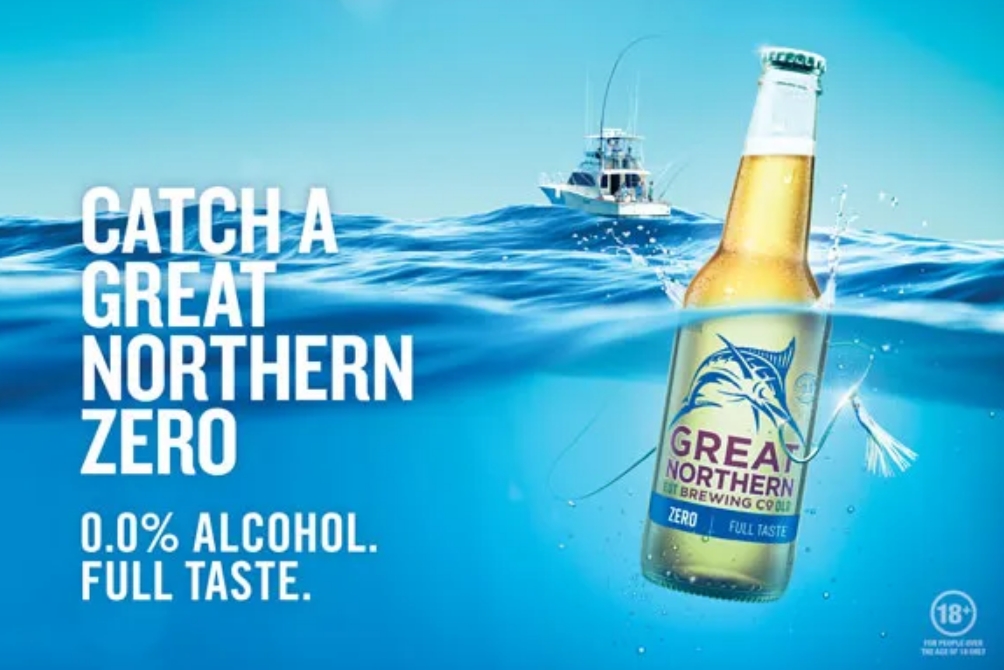 CATCH A
GREAT
NORTHERN
ZERO
0.0% ALCOHOL.
FULL TASTE.
GREAT
NORTHERN
BREWING CO
ZERO | FULL TASTE
18+
FOR PEOPLE OVER
THE AGE OF 18 ONLY